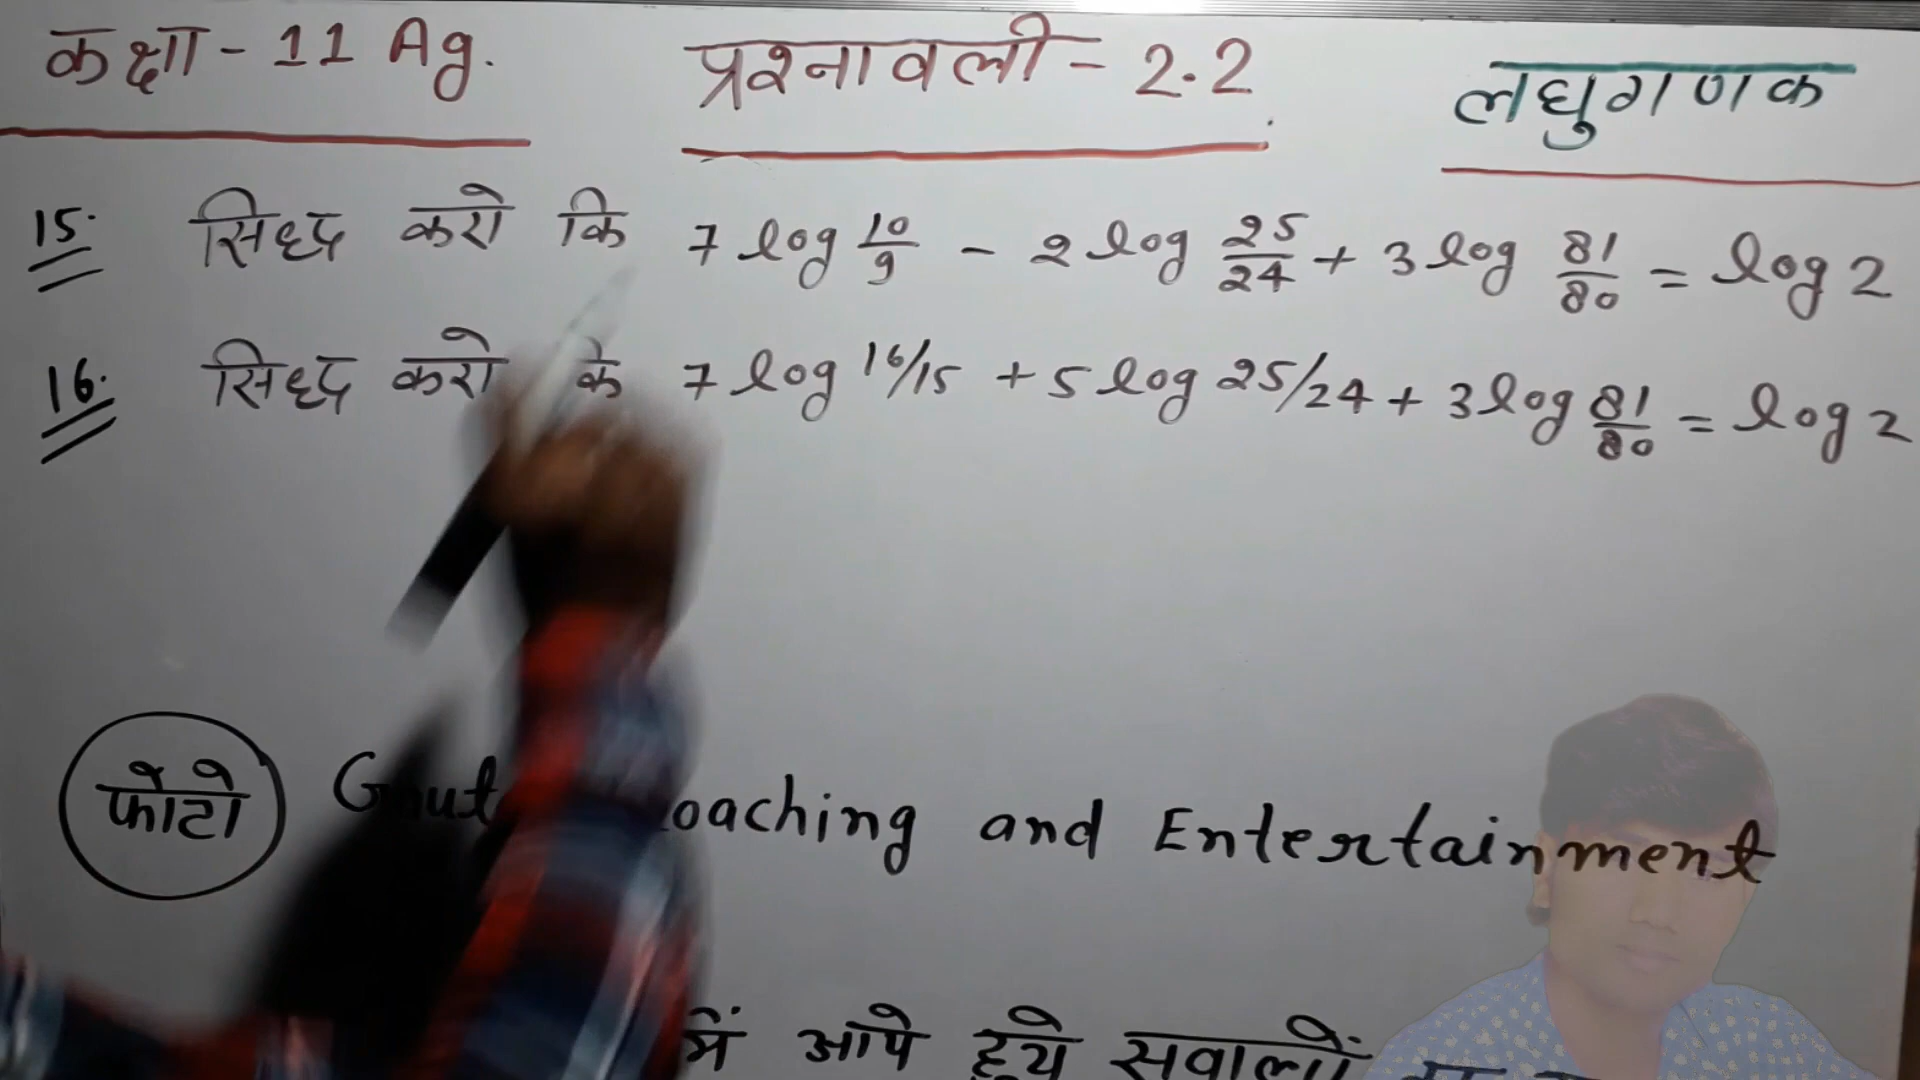 कक्षा - 11 Ag. प्रश्नावली - 2.2 लघुगणक
15. सिध्द करो कि 7 log 10/9 - 2 log 25/24 + 3 log 81/80 = log 2
16. सिध्द करो 7 log 16/15 + 5 log 25/24 + 3 log 81/80 = log 2
फोटो and Entertainment
में आये हुये सवालों